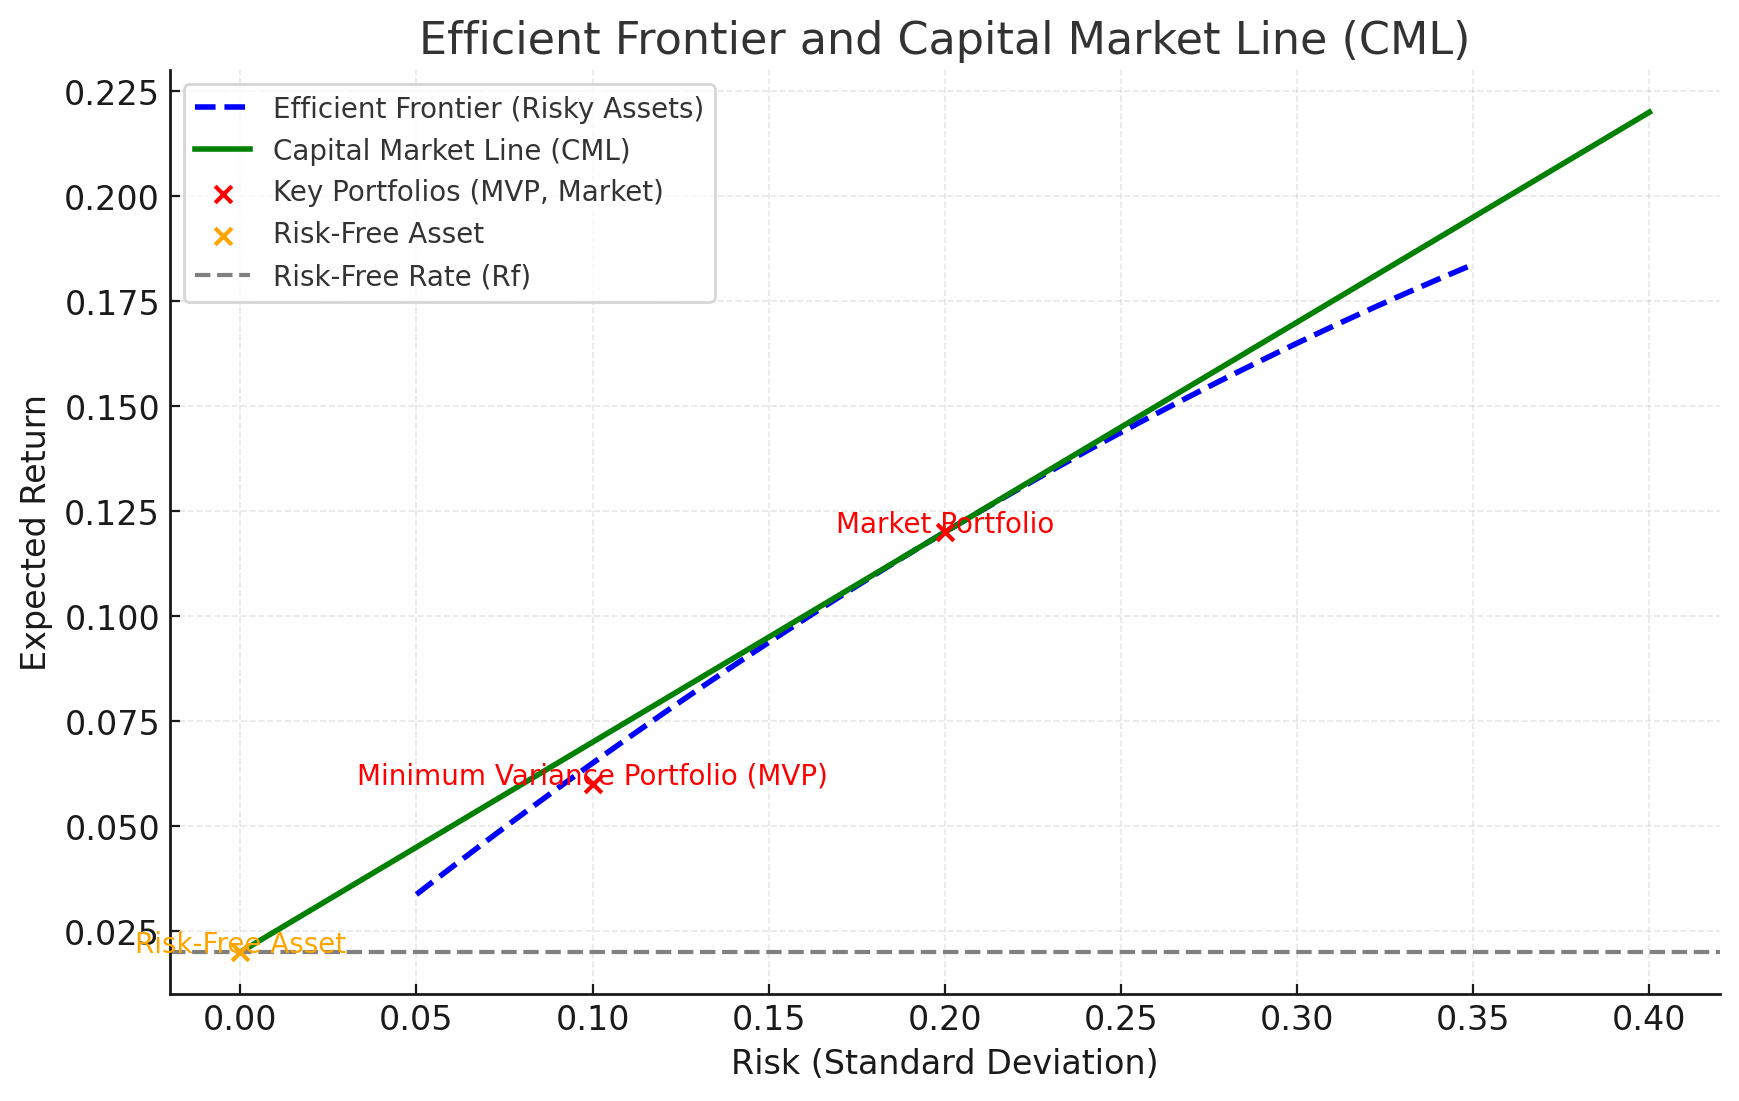 Efficient Frontier and Capital Market Line (CML)
Efficient Frontier (Risky Assets)
Capital Market Line (CML)
Key Portfolios (MVP, Market)
Risk-Free Asset
Risk-Free Rate (Rf)
Expected Return
0.225
0.200
0.175
0.150
0.125
0.100
0.075
0.050
0.025
Market Portfolio
Minimum Variance Portfolio (MVP)
Risk-Free Asset
0.00 0.05 0.10 0.15 0.20 0.25 0.30 0.35 0.40
Risk (Standard Deviation)